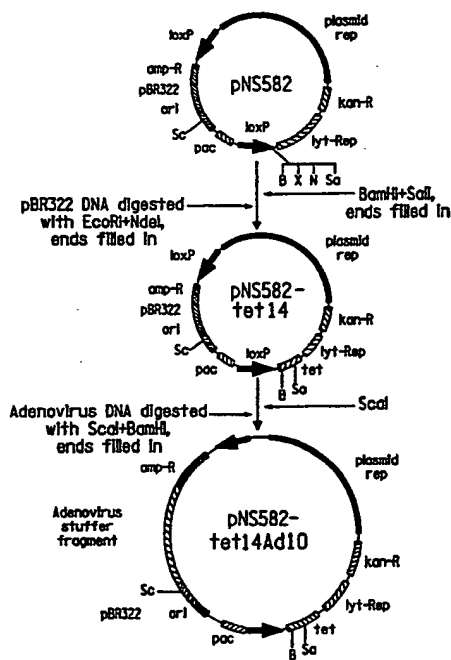 plasmid
rep
loxP
amp-R
pBR322
ori
Sc
pac
loxP
pNS582
kan-R
lyt-Rep
B X N Sa
pBR322 DNA digested
with EcoRI+NdeI,
ends filled in
BamHI+SalI,
ends filled in
plasmid
rep
loxP
amp-R
pBR322
ori
Sc
pac
loxP
pNS582-
tet14
kan-R
lyt-Rep
tet
Sa
B
Adenovirus DNA digested
with ScaI+BamHI,
ends filled in
ScaI
amp-R
plasmid
rep
Adenovirus
stuffer
fragment
pNS582-
tet14Ad10
kan-R
Sc
lyt-Rep
pBR322
ori
pac
tet
Sa
B